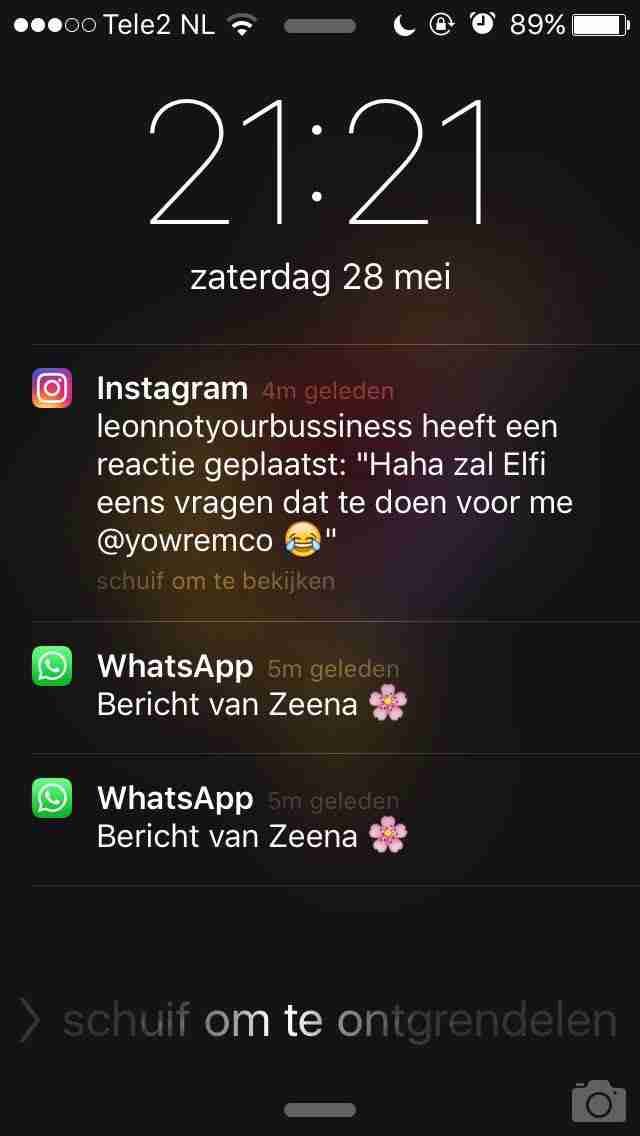 Tele2 NL 89%
21:21
zaterdag 28 mei
Instagram 4m geleden
leonnotyourbussiness heeft een
reactie geplaatst: "Haha zal Elfi
eens vragen dat te doen voor me
@yowremco 😂"
schuif om te bekijken
WhatsApp 5m geleden
Bericht van Zeena 🌸
WhatsApp 5m geleden
Bericht van Zeena 🌸
schuif om te ontgrendelen